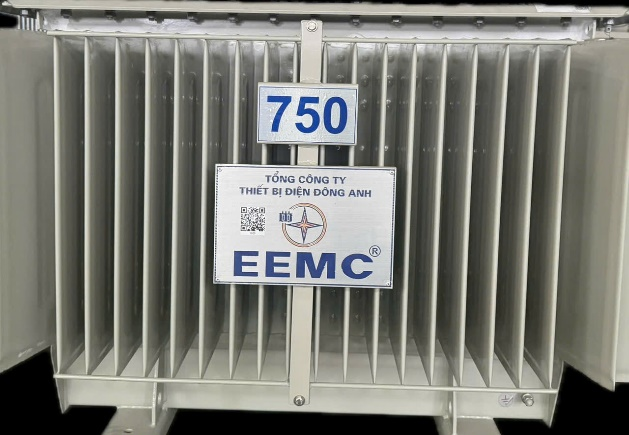 750
TỔNG CÔNG TY
THIẾT BỊ ĐIỆN ĐÔNG ANH
EEMC®